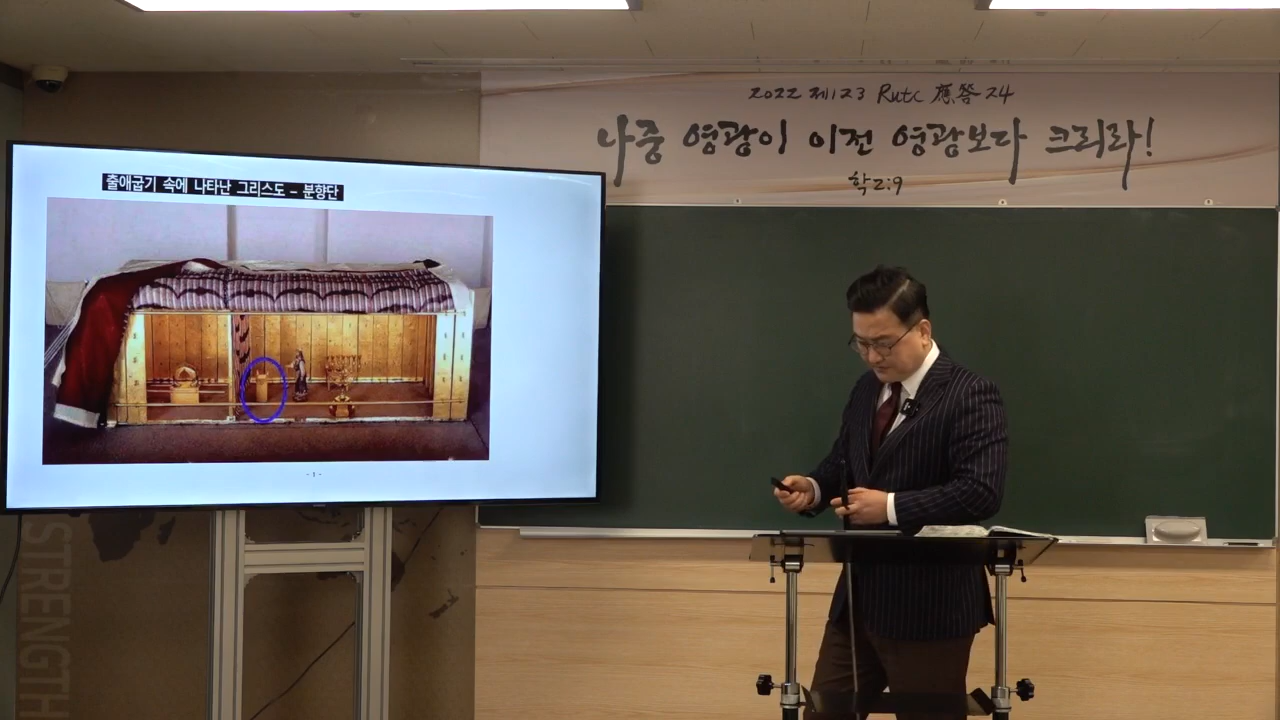 2022 제123 Rutc 應答 24
나중 영광이 이전 영광보다 크리라!
학2:9
출애굽기 속에 나타난 그리스도 – 분향단
- 1 -
STRENGTH